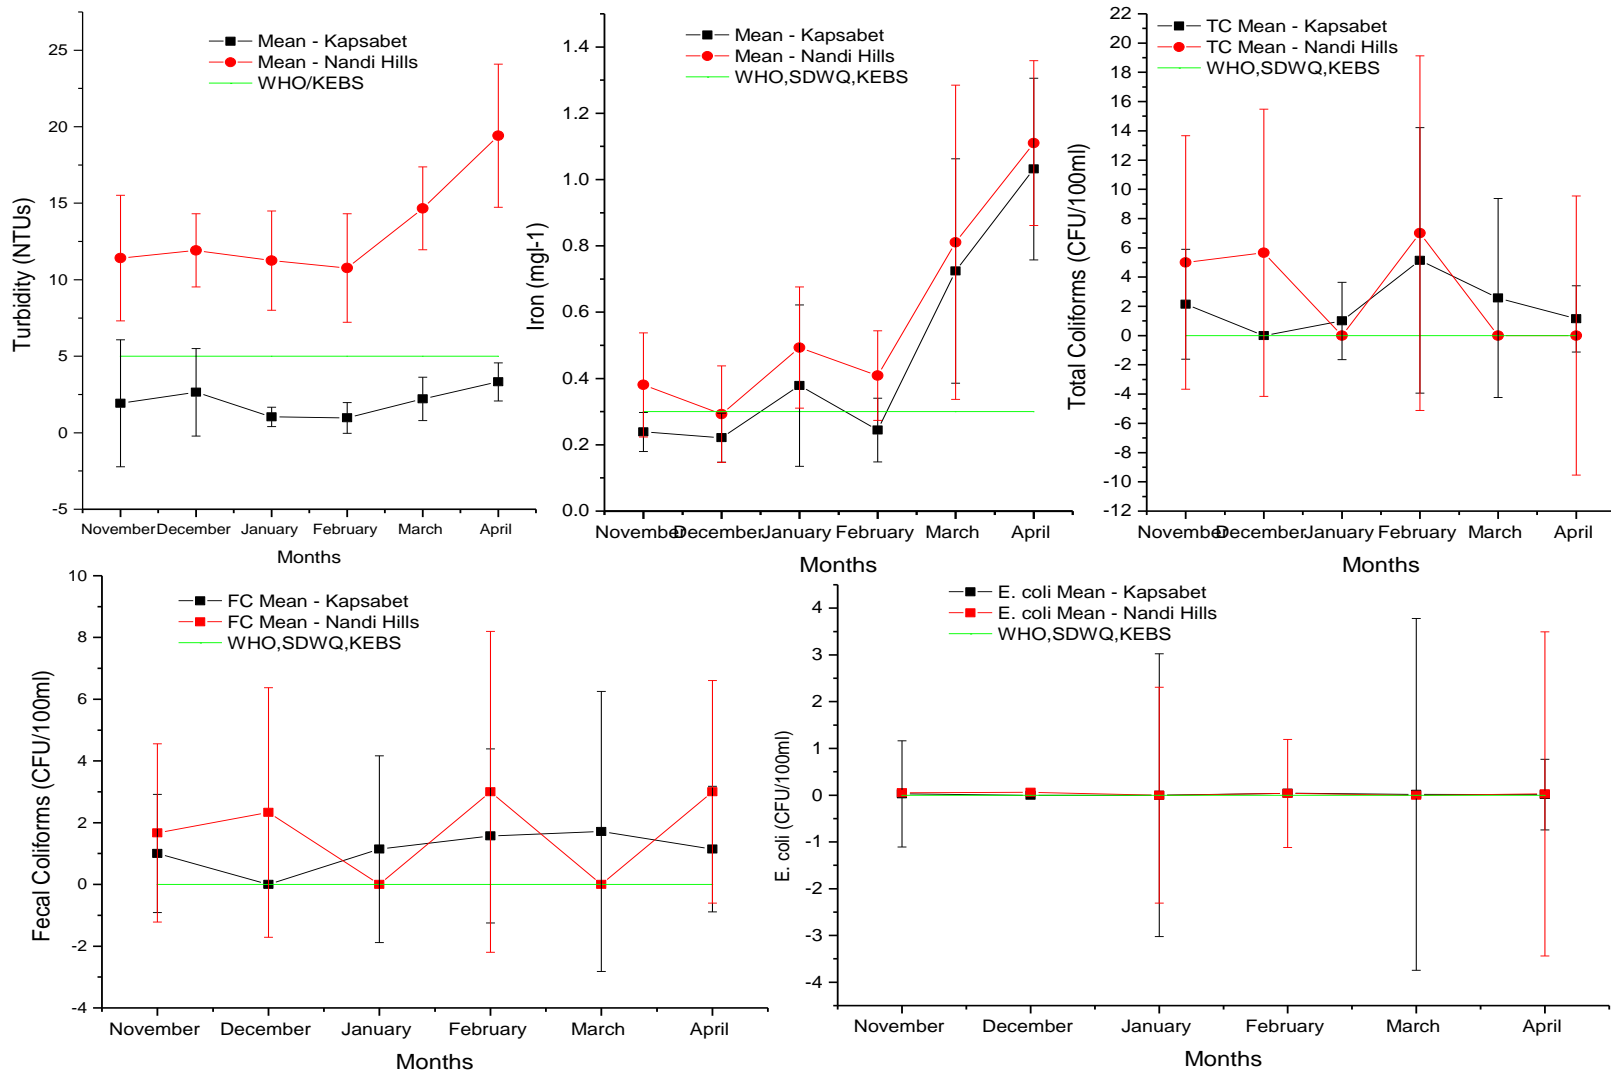 Mean - Kapsabet
Mean - Nandi Hills
WHO/KEBS
Turbidity (NTUs)
25
20
15
10
5
0
-5
November
December
January
February
March
April
Months
Mean - Kapsabet
Mean - Nandi Hills
WHO,SDWQ,KEBS
Iron (mgl-1)
1.4
1.2
1.0
0.8
0.6
0.4
0.2
0.0
November
December
January
February
March
April
Months
TC Mean - Kapsabet
TC Mean - Nandi Hills
WHO,SDWQ,KEBS
Total Coliforms (CFU/100ml)
22
20
18
16
14
12
10
8
6
4
2
0
-2
-4
-6
-8
-10
-12
November
December
January
February
March
April
Months
FC Mean - Kapsabet
FC Mean - Nandi Hills
WHO,SDWQ,KEBS
Fecal Coliforms (CFU/100ml)
10
8
6
4
2
0
-2
-4
November
December
January
February
March
April
Months
E. coli Mean - Kapsabet
E. coli Mean - Nandi Hills
WHO,SDWQ,KEBS
E. coli (CFU/100ml)
4
3
2
1
0
-1
-2
-3
-4
November
December
January
February
March
April
Months